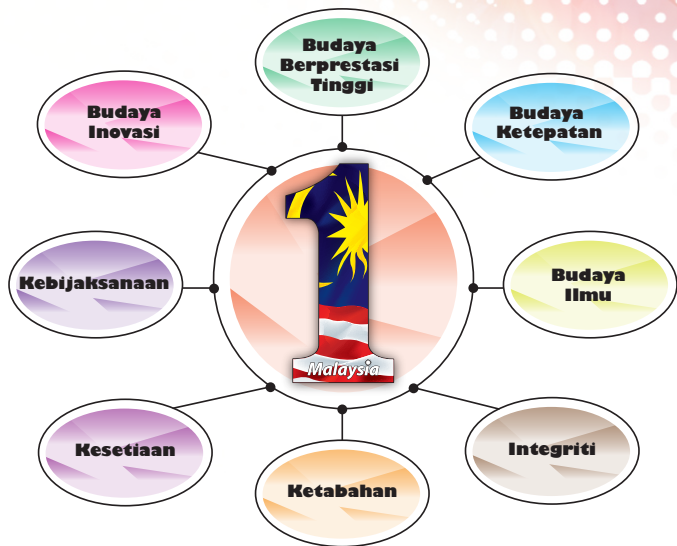 Budaya
Berprestasi
Tinggi
Budaya
Inovasi
Budaya
Ketepatan
Kebijaksanaan
1
Malaysia
Budaya
Ilmu
Kesetiaan
Ketabahan
Integriti